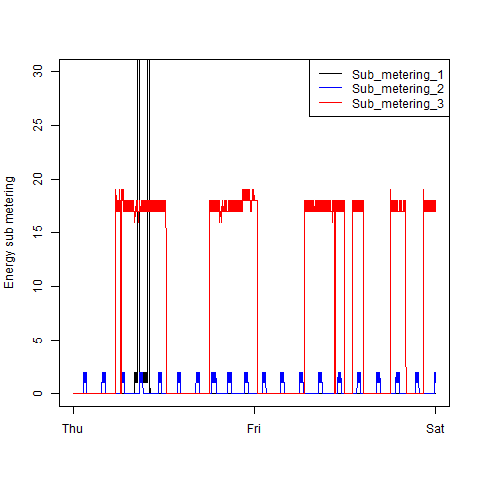 Sub_metering_1
Sub_metering_2
Sub_metering_3
Energy sub metering
30
25
20
15
10
5
0
Thu
Fri
Sat